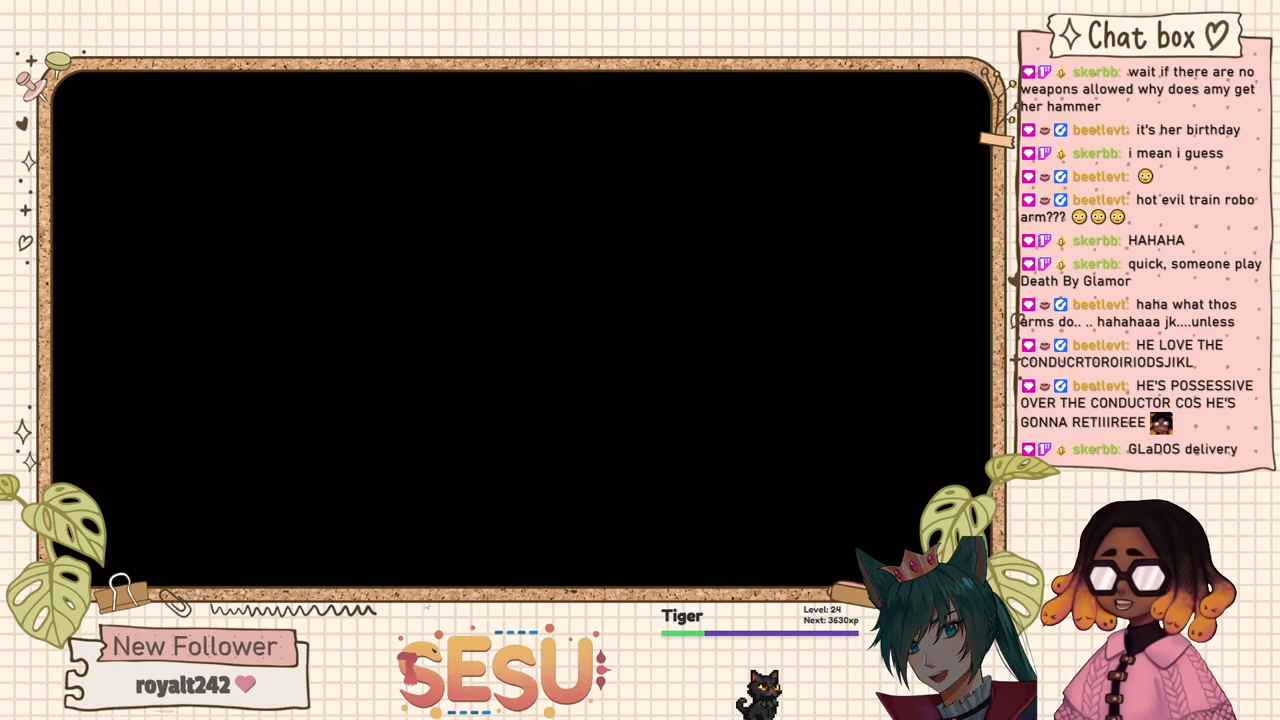 Chat box
skerbb: wait if there are no
weapons allowed why does amy get
her hammer
beetlevt: it's her birthday
skerbb: i mean i guess
beetlevt: 😳
beetlevt: hot evil train robo
arm??? 😳 😳 😳
skerbb: HAHAHA
skerbb: quick, someone play
Death By Glamor
beetlevt: haha what thos
arms do.. .. hahahaaa jk....unless
beetlevt: HE LOVE THE
CONDUCRTOROIRIODSJIKL
beetlevt: HE'S POSSESSIVE
OVER THE CONDUCTOR COS HE'S
GONNA RETIIIREEE
skerbb: GLaDOS delivery
New Follower
royalt242
SESU
Tiger
Level: 24
Next: 3630xp